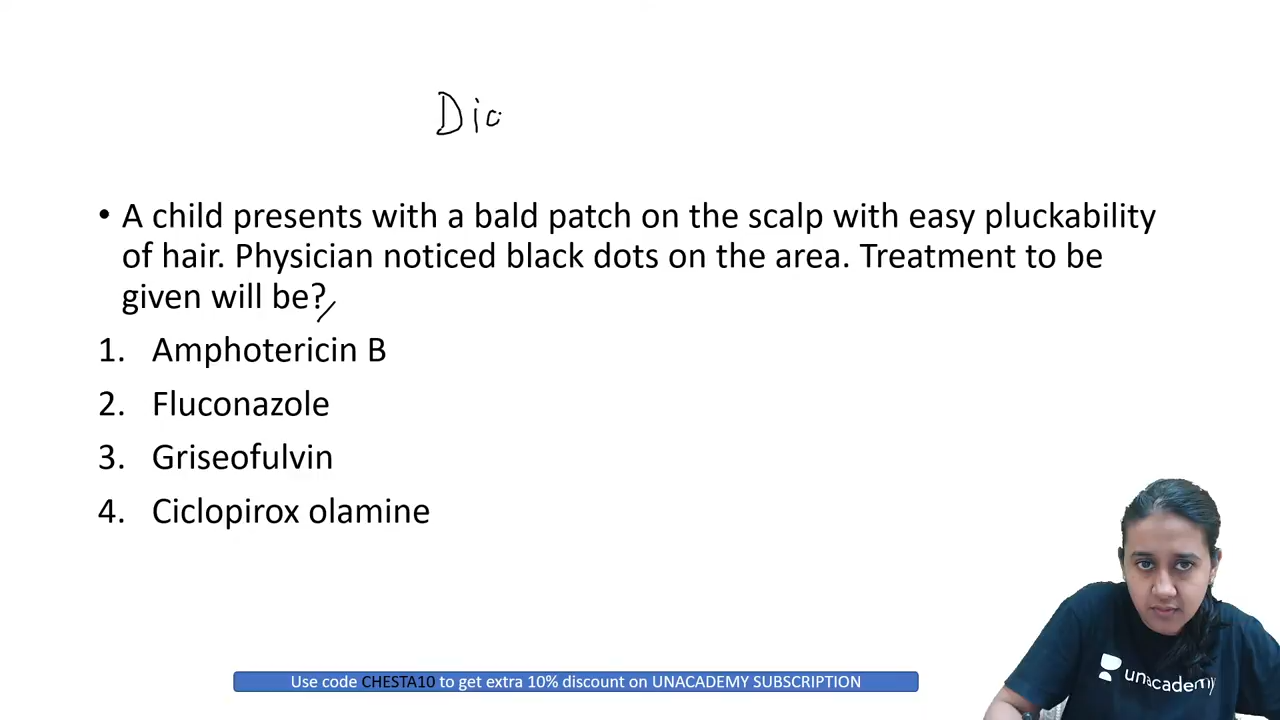 Dia
• A child presents with a bald patch on the scalp with easy pluckability
of hair. Physician noticed black dots on the area. Treatment to be
given will be?
1. Amphotericin B
2. Fluconazole
3. Griseofulvin
4. Ciclopirox olamine
unacademy
Use code CHESTA10 to get extra 10% discount on UNACADEMY SUBSCRIPTION